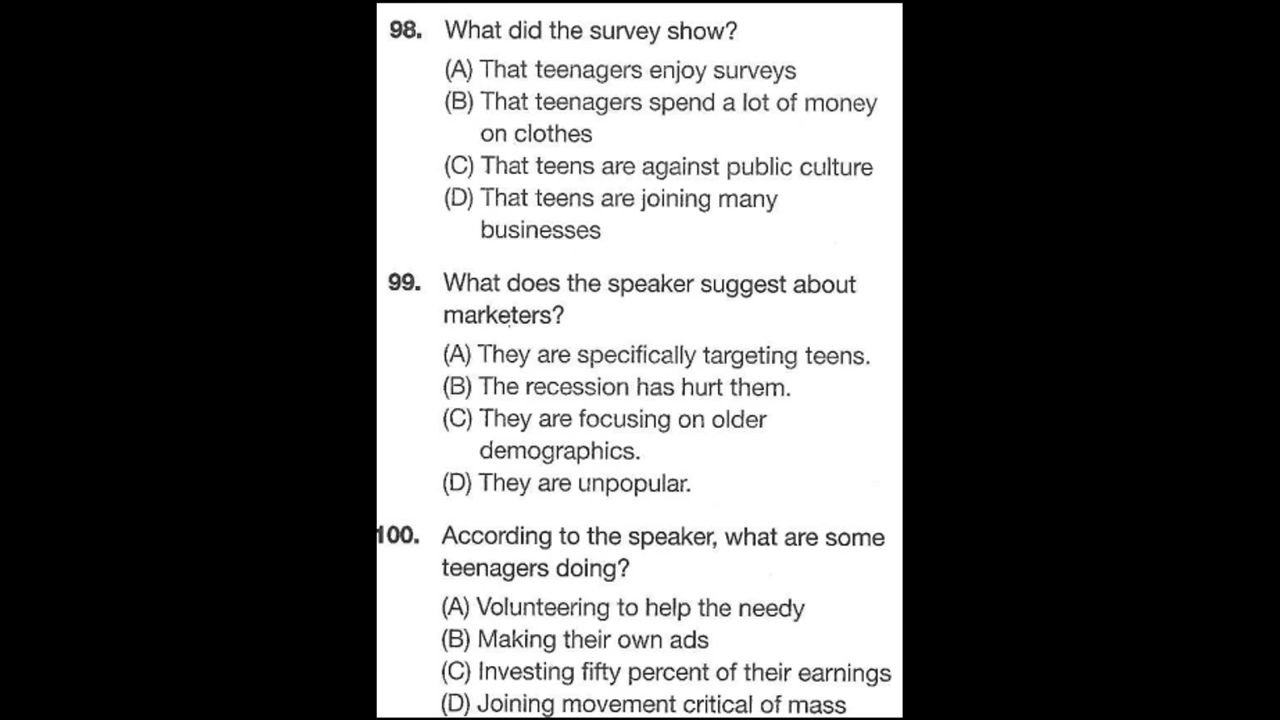 98. What did the survey show?
(A) That teenagers enjoy surveys
(B) That teenagers spend a lot of money
on clothes
(C) That teens are against public culture
(D) That teens are joining many
businesses
99. What does the speaker suggest about
marketers?
(A) They are specifically targeting teens.
(B) The recession has hurt them.
(C) They are focusing on older
demographics.
(D) They are unpopular.
100. According to the speaker, what are some
teenagers doing?
(A) Volunteering to help the needy
(B) Making their own ads
(C) Investing fifty percent of their earnings
(D) Joining movement critical of mass